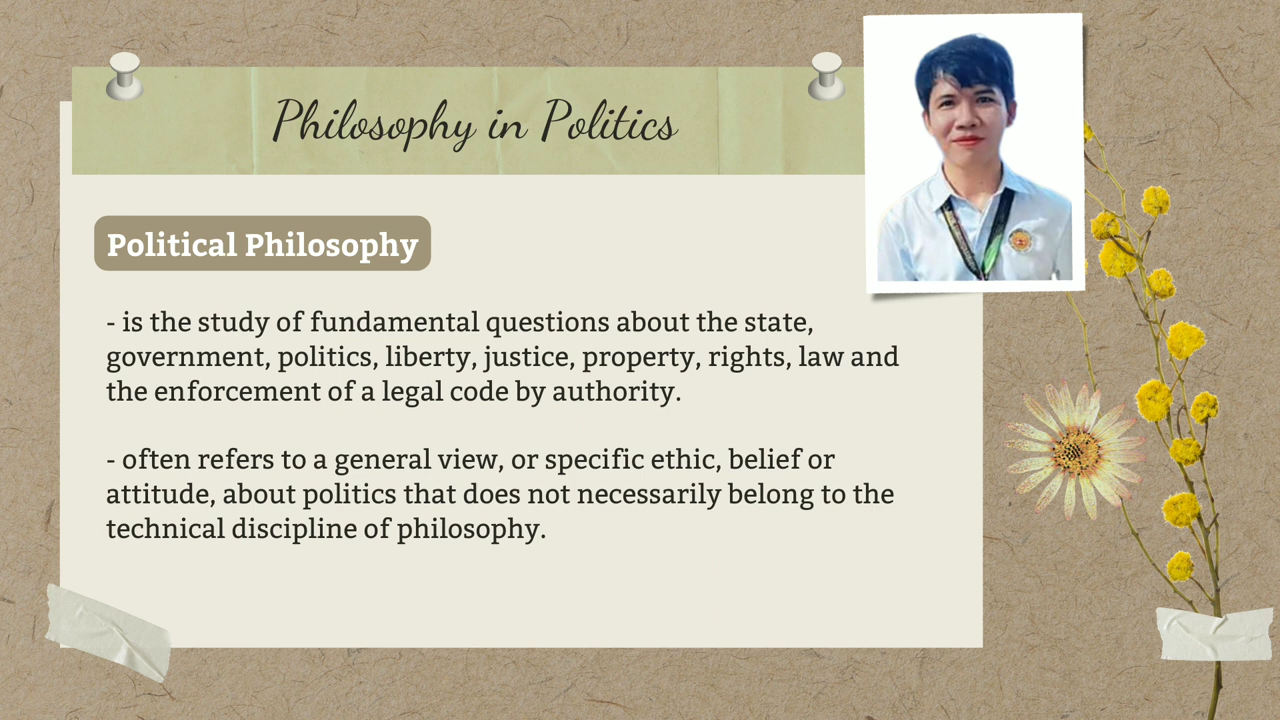 Philosophy in Politics
Political Philosophy
- is the study of fundamental questions about the state,
government, politics, liberty, justice, property, rights, law and
the enforcement of a legal code by authority.
- often refers to a general view, or specific ethic, belief or
attitude, about politics that does not necessarily belong to the
technical discipline of philosophy.